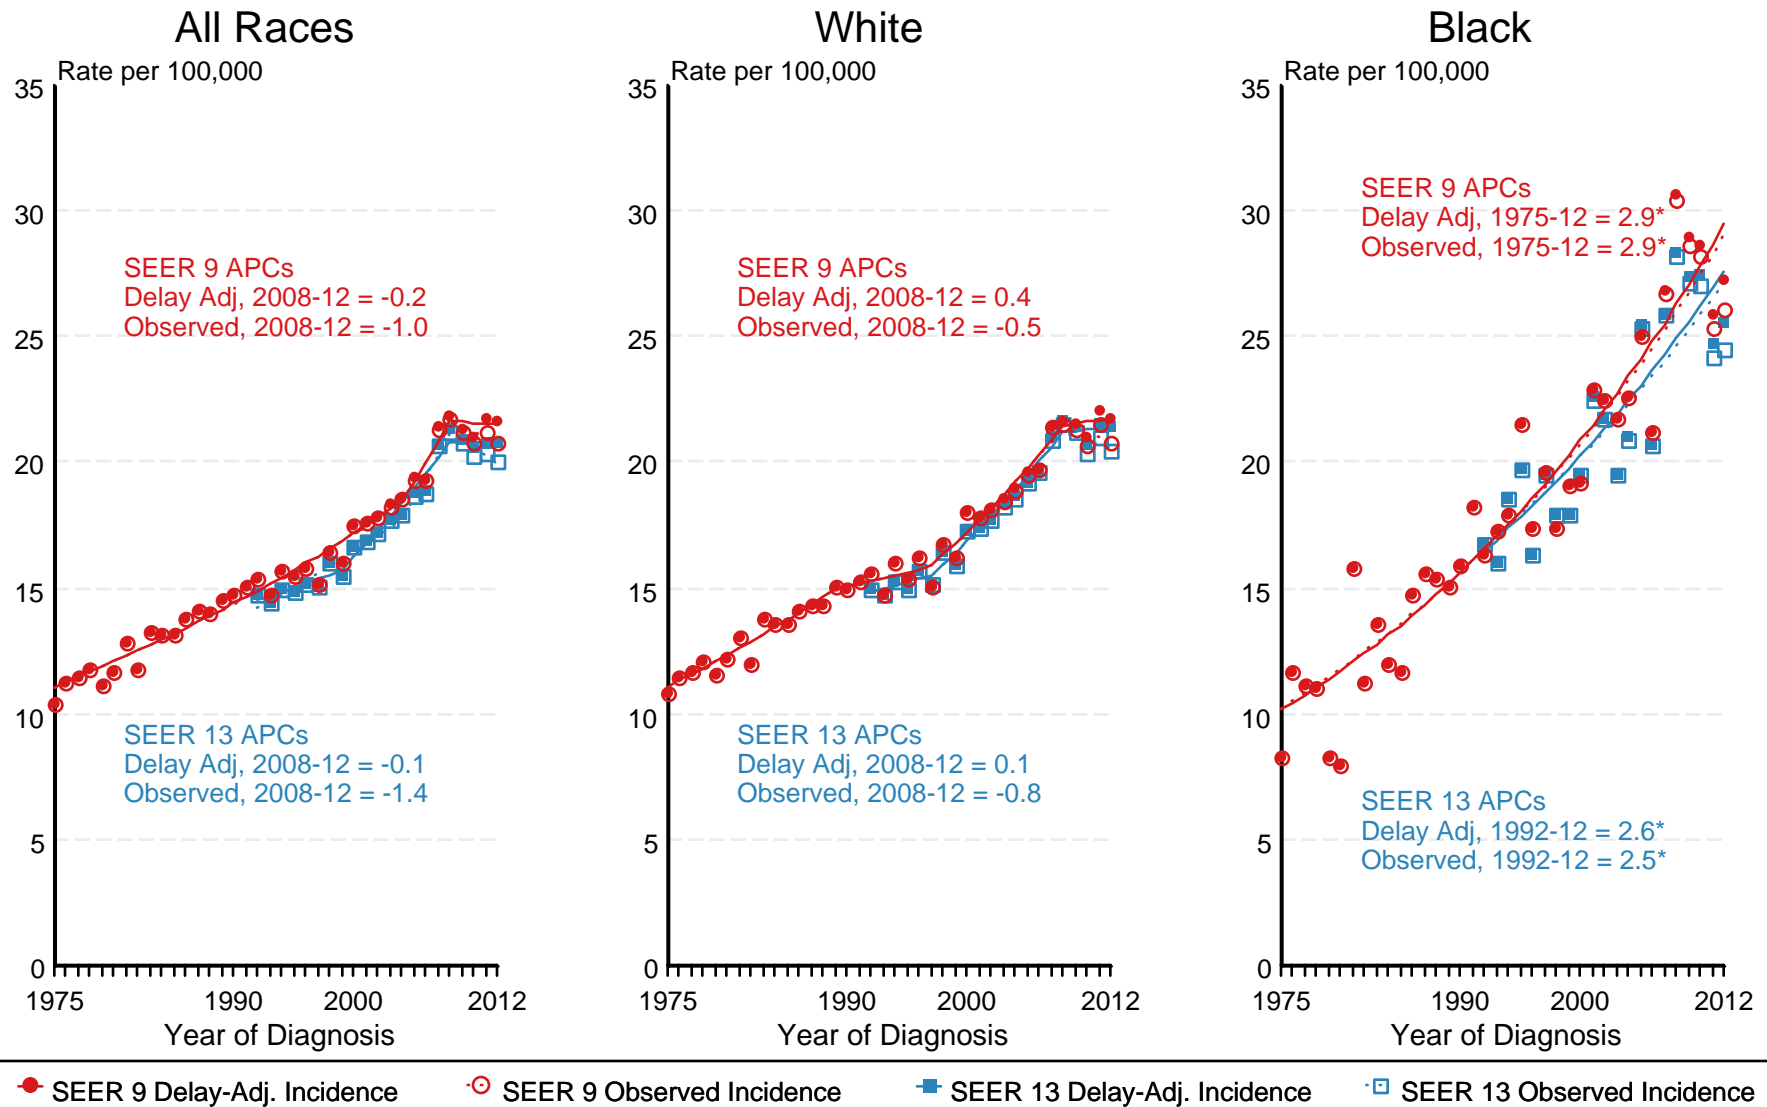 All Races
Rate per 100,000
35
30
25
20
15
10
5
0
SEER 9 APCs
Delay Adj, 2008-12 = -0.2
Observed, 2008-12 = -1.0
SEER 13 APCs
Delay Adj, 2008-12 = -0.1
Observed, 2008-12 = -1.4
1975 1990 2000 2012
Year of Diagnosis
White
Rate per 100,000
35
30
25
20
15
10
5
0
SEER 9 APCs
Delay Adj, 2008-12 = 0.4
Observed, 2008-12 = -0.5
SEER 13 APCs
Delay Adj, 2008-12 = 0.1
Observed, 2008-12 = -0.8
1975 1990 2000 2012
Year of Diagnosis
Black
Rate per 100,000
35
30
25
20
15
10
5
0
SEER 9 APCs
Delay Adj, 1975-12 = 2.9*
Observed, 1975-12 = 2.9*
SEER 13 APCs
Delay Adj, 1992-12 = 2.6*
Observed, 1992-12 = 2.5*
1975 1990 2000 2012
Year of Diagnosis
SEER 9 Delay-Adj. Incidence SEER 9 Observed Incidence SEER 13 Delay-Adj. Incidence SEER 13 Observed Incidence